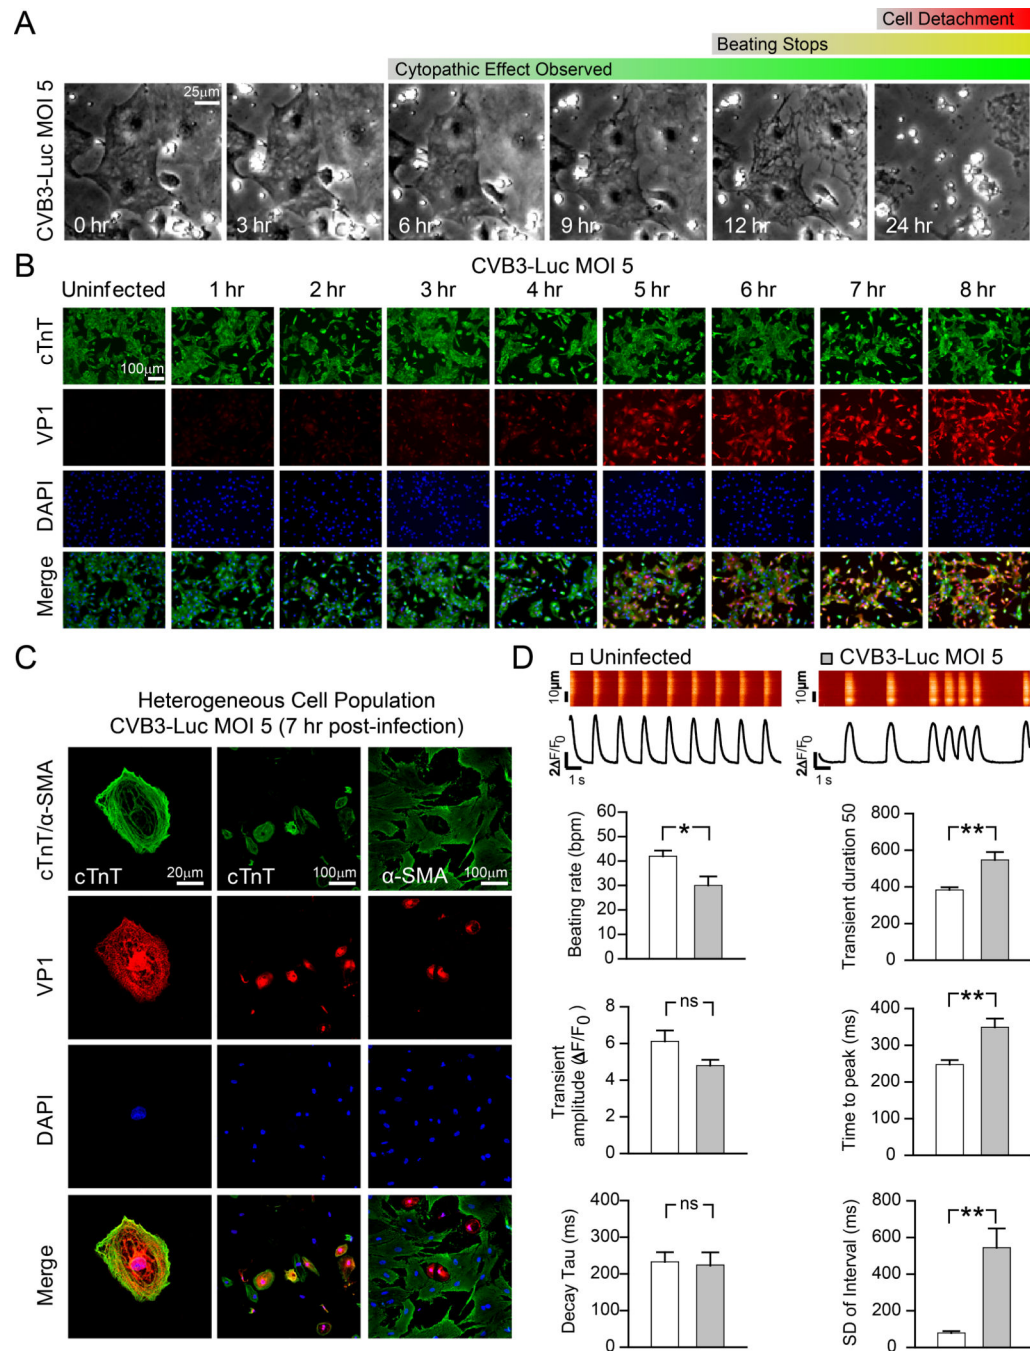 A
Cell Detachment
Beating Stops
Cytopathic Effect Observed
CVB3-Luc MOI 5
25µm
0 hr
3 hr
6 hr
9 hr
12 hr
24 hr
B
CVB3-Luc MOI 5
Uninfected 1 hr 2 hr 3 hr 4 hr 5 hr 6 hr 7 hr 8 hr
cTnT
100µm
VP1
DAPI
Merge
C
Heterogeneous Cell Population
CVB3-Luc MOI 5 (7 hr post-infection)
cTnT/α-SMA
cTnT
20µm
cTnT
100µm
α-SMA
100µm
VP1
DAPI
Merge
D
Uninfected
CVB3-Luc MOI 5
10µm
10µm
2ΔF/F0
1 s
2ΔF/F0
1 s
Beating rate (bpm)
60
50
40
30
20
10
0
*
Transient duration 50
800
600
400
200
0
**
Transient
amplitude (ΔF/F0)
8
6
4
2
0
ns
Time to peak (ms)
600
400
200
0
**
Decay Tau (ms)
400
300
200
100
0
ns
SD of Interval (ms)
800
600
400
200
0
**